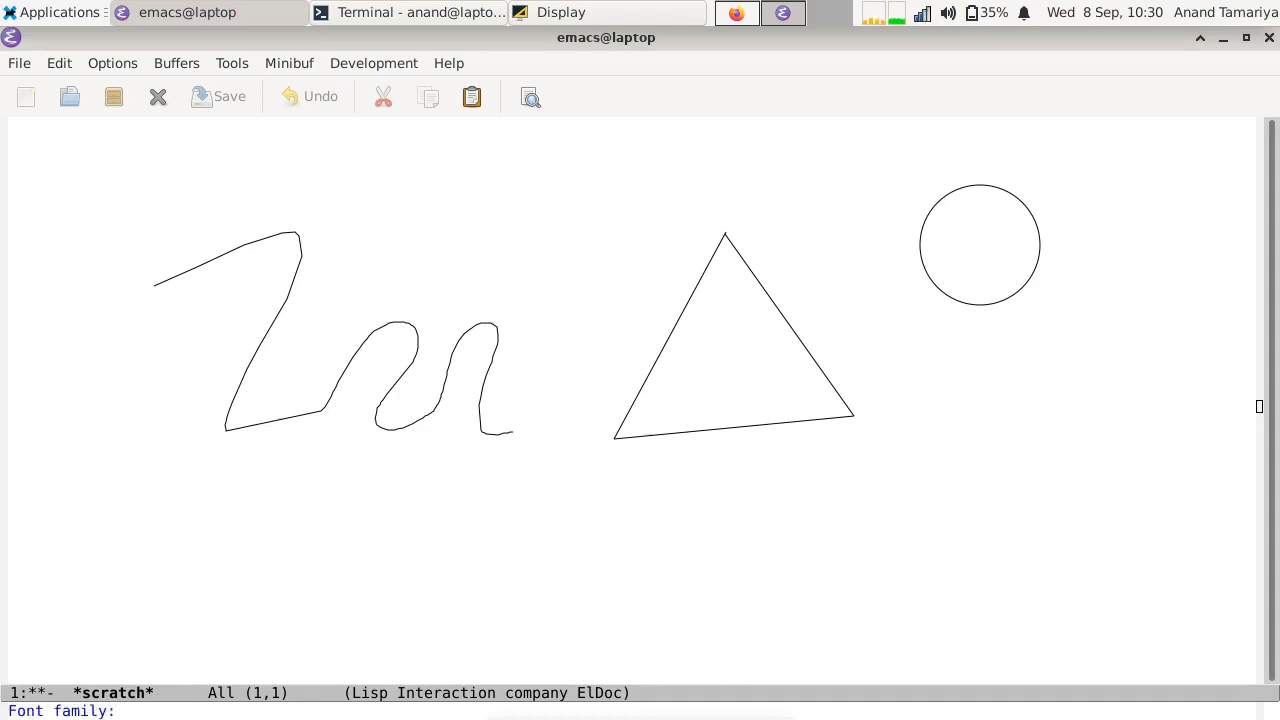 Applications emacs@laptop Terminal - anand@lapto... Display 35% Wed 8 Sep, 10:30 Anand Tamariya
emacs@laptop
File Edit Options Buffers Tools Minibuf Development Help
Save Undo
1:**- *scratch* All (1,1) (Lisp Interaction company ElDoc)
Font family: